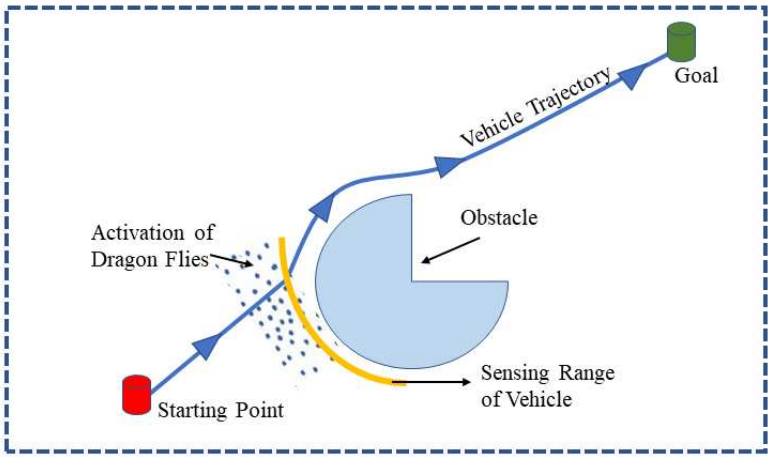 Goal
Vehicle Trajectory
Obstacle
Activation of
Dragon Flies
Sensing Range
of Vehicle
Starting Point